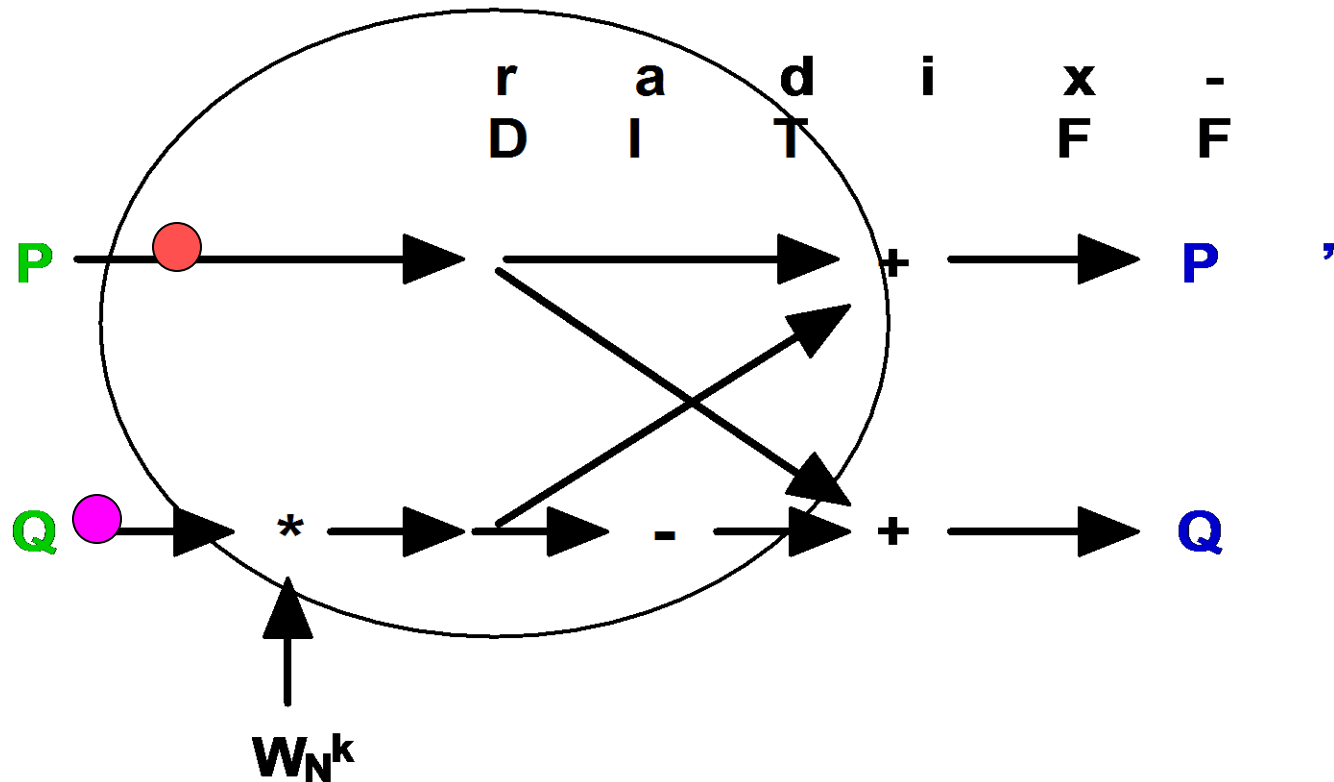 r a d i x -
D I T F F
P + P ’
Q * - + Q
W_N^k